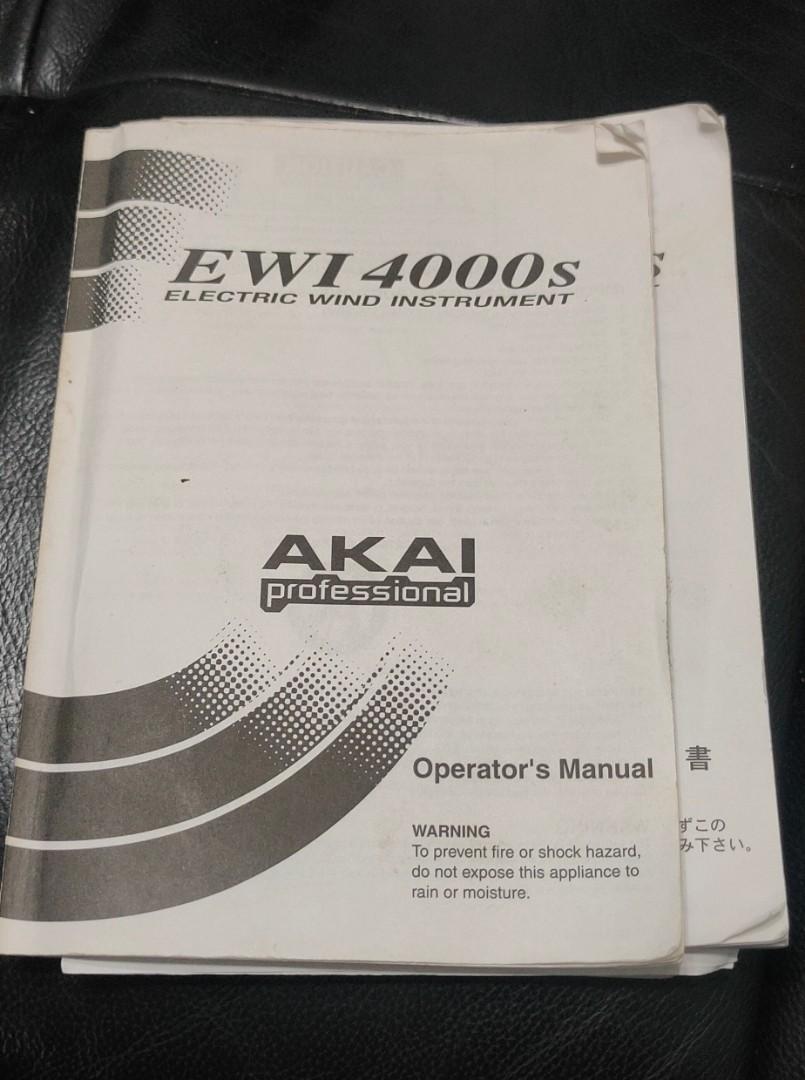 EWI 4000s
ELECTRIC WIND INSTRUMENT
AKAI
professional
Operator's Manual
WARNING
To prevent fire or shock hazard,
do not expose this appliance to
rain or moisture.
s
書
ずこの
み下さい。